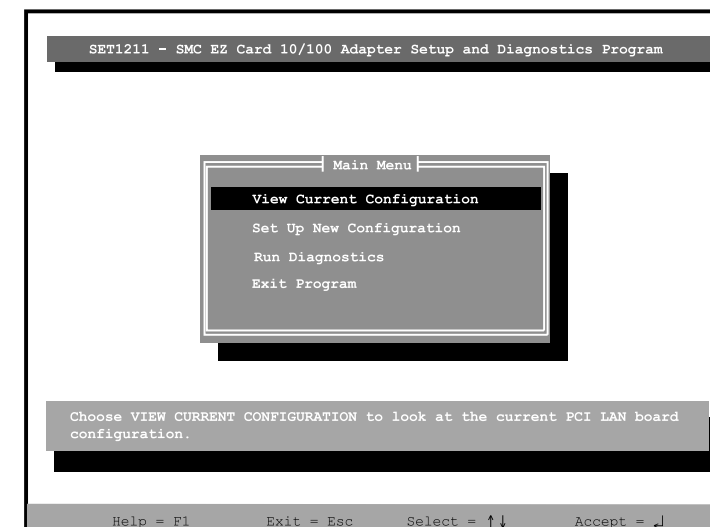 SET1211 - SMC EZ Card 10/100 Adapter Setup and Diagnostics Program
Main Menu
View Current Configuration
Set Up New Configuration
Run Diagnostics
Exit Program
Choose VIEW CURRENT CONFIGURATION to look at the current PCI LAN board
configuration.
Help = F1 Exit = Esc Select = ↑↓ Accept = ↵